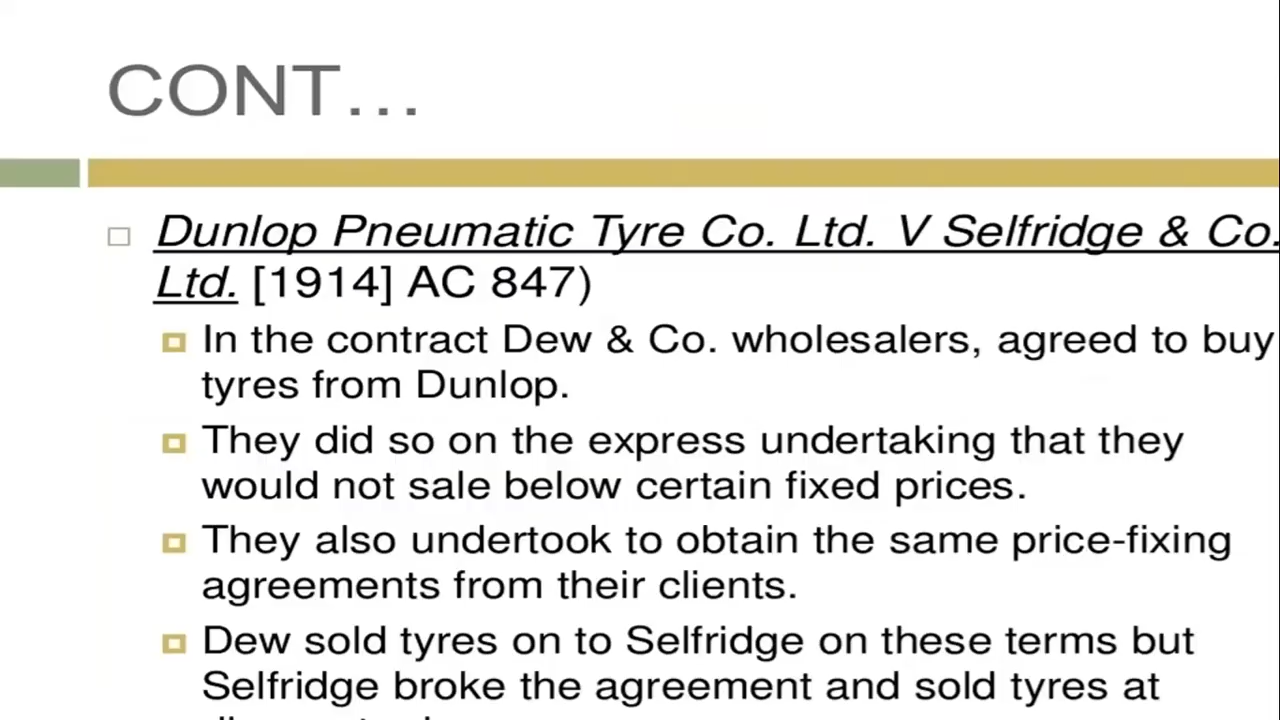 CONT...
Dunlop Pneumatic Tyre Co. Ltd. V Selfridge & Co.
Ltd. [1914] AC 847)
In the contract Dew & Co. wholesalers, agreed to buy
tyres from Dunlop.
They did so on the express undertaking that they
would not sale below certain fixed prices.
They also undertook to obtain the same price-fixing
agreements from their clients.
Dew sold tyres on to Selfridge on these terms but
Selfridge broke the agreement and sold tyres at